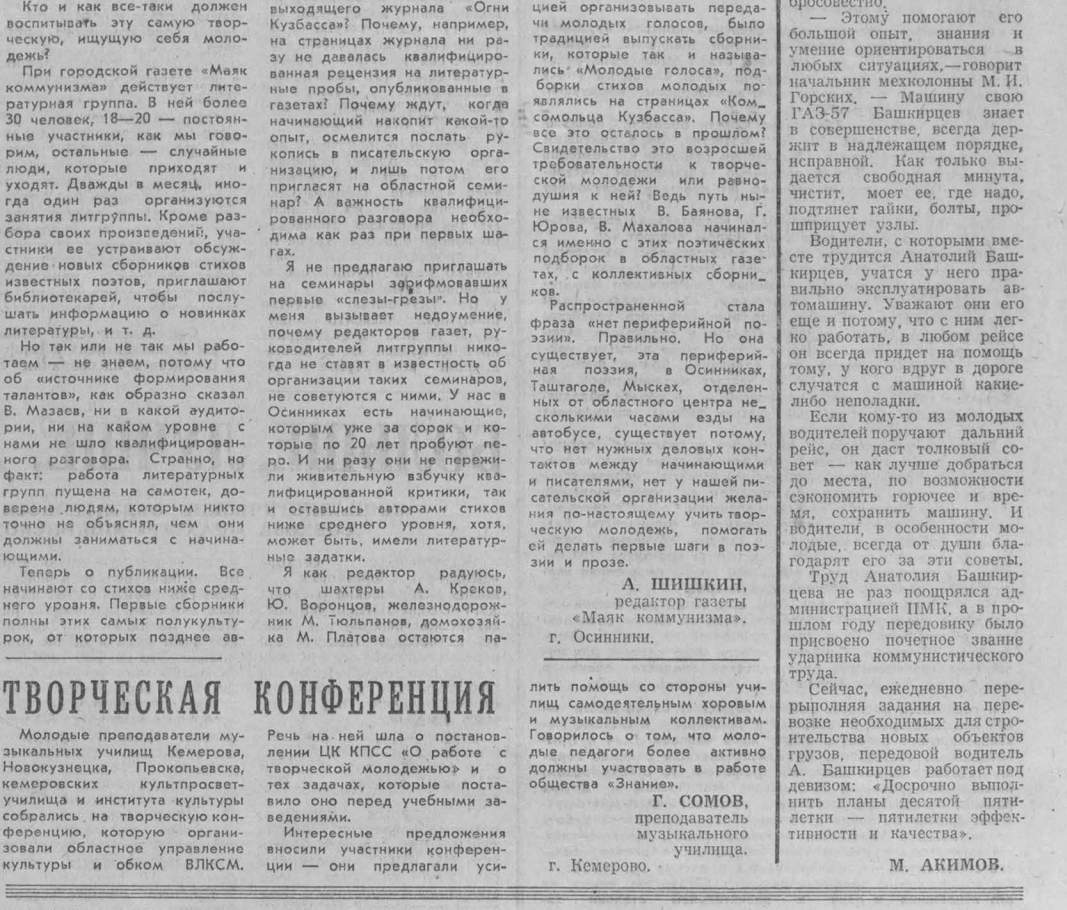 Кто и как все-таки должен
воспитывать эту самую твор-
ческую, ищущую себя моло-
дежь?
При городской газете «Маяк
коммунизма» действует лите-
ратурная группа. В ней более
30 человек, 18—20 — постоян-
ные участники, как мы гово-
рим, остальные — случайные
люди, которые приходят и
уходят. Дважды в месяц, ино-
гда один раз организуются
занятия литгруппы. Кроме раз-
бора своих произведений, уча-
стники ее устраивают обсуж-
дение новых сборников стихов
известных поэтов, приглашают
библиотекарей, чтобы послу-
шать информацию о новинках
литературы, и т. д.
Но так или не так мы рабо-
таем — не знаем, потому что
об «источнике формирования
талантов», как образно сказал
В. Мазаев, ни в какой аудито-
рии, ни на каком уровне с
нами не шло квалифицирован-
ного разговора. Странно, но
факт: работа литературных
групп пущена на самотек, до-
верена людям, которым никто
точно не объяснял, чем они
должны заниматься с начина-
ющими.
Теперь о публикации. Все
начинают со стихов ниже сред-
него уровня. Первые сборники
полны этих самых полукульту-
рок, от которых позднее ав-
выходящего журнала «Огни
Кузбасса»? Почему, например,
на страницах журнала ни ра-
зу не давалась квалифициро-
ванная рецензия на литератур-
ные пробы, опубликованные в
газетах? Почему ждут, когда
начинающий накопит какой-то
опыт, осмелится послать ру-
копись в писательскую орга-
низацию, и лишь потом его
пригласят на областной семи-
нар? А важность квалифици-
рованного разговора необхо-
дима как раз при первых ша-
гах.
Я не предлагаю приглашать
на семинары зарифмовавших
первые «слезы-грезы». Но у
меня вызывает недоумение,
почему редакторов газет, ру-
ководителей литгруппы нико-
гда не ставят в известность об
организации таких семинаров,
не советуются с ними. У нас в
Осинниках есть начинающие,
которым уже за сорок и ко-
торые по 20 лет пробуют пе-
ро. И ни разу они не пережи-
ли живительную взбучку ква-
лифицированной критики, так
и оставшись авторами стихов
ниже среднего уровня, хотя,
может быть, имели литератур-
ные задатки.
Я как редактор радуюсь,
что шахтеры А. Креков,
Ю. Воронцов, железнодорож-
ник М. Тюльпанов, домохозяй-
ка М. Платова остаются па-
цией организовывать переда-
чи молодых голосов, было
традицией выпускать сборни-
ки, которые так и называ-
лись «Молодые голоса», под-
борки стихов молодых по-
являлись на страницах «Ком_
сомольца Кузбасса». Почему
все это осталось в прошлом?
Свидетельство это возросшей
требовательности к творче-
ской молодежи или равно-
душия к ней? Ведь путь ны-
не известных В. Баянова, Г.
Юрова, В. Махалова начинал-
ся именно с этих поэтических
подборок в областных газе-
тах, с коллективных сборни_
ков.
Распространенной стала
фраза «нет периферийной по-
эзии». Правильно. Но она
существует, эта периферий-
ная поэзия, в Осинниках,
Таштаголе, Мысках, отделен-
ных от областного центра не_
сколькими часами езды на
автобусе, существует потому,
что нет нужных деловых кон-
тактов между начинающими
и писателями, нет у нашей пи-
сательской организации жела-
ния по-настоящему учить твор-
ческую молодежь, помогать
ей делать первые шаги в поэ-
зии и прозе.
А. ШИШКИН,
редактор газеты
«Маяк коммунизма».
г. Осинники.
ТВОРЧЕСКАЯ КОНФЕРЕНЦИЯ
Молодые преподаватели му-
зыкальных училищ Кемерова,
Новокузнецка, Прокопьевска,
кемеровских культпросвет-
училища и института культуры
собрались на творческую кон-
ференцию, которую органи-
зовали областное управление
культуры и обком ВЛКСМ.
Речь на ней шла о постанов-
лении ЦК КПСС «О работе с
творческой молодежью» и о
тех задачах, которые поста-
вило оно перед учебными за-
ведениями.
Интересные предложения
вносили участники конферен-
ции — они предлагали уси-
лить помощь со стороны учи-
лищ самодеятельным хоровым
и музыкальным коллективам.
Говорилось о том, что моло-
дые педагоги более активно
должны участвовать в работе
общества «Знание».
Г. СОМОВ,
преподаватель
музыкального
училища.
г. Кемерово.
бросовестно.
— Этому помогают его
большой опыт, знания и
умение ориентироваться в
любых ситуациях,—говорит
начальник мехколонны М. И.
Горских. — Машину свою
ГАЗ-57 Башкирцев знает
в совершенстве, всегда дер-
жит в надлежащем порядке,
исправной. Как только вы-
дается свободная минута,
чистит, моет ее, где надо,
подтянет гайки, болты, про-
шприцует узлы.
Водители, с которыми вме-
сте трудится Анатолий Баш-
кирцев, учатся у него пра-
вильно эксплуатировать ав-
томашину. Уважают они его
еще и потому, что с ним лег-
ко работать, в любом рейсе
он всегда придет на помощь
тому, у кого вдруг в дороге
случатся с машиной какие-
либо неполадки.
Если кому-то из молодых
водителей поручают дальний
рейс, он даст толковый со-
вет — как лучше добраться
до места, по возможности
сэкономить горючее и вре-
мя, сохранить машину. И
водители, в особенности мо-
лодые, всегда от души бла-
годарят его за эти советы.
Труд Анатолия Башкир-
цева не раз поощрялся ад-
министрацией ПМК, а в про-
шлом году передовику было
присвоено почетное звание
ударника коммунистического
труда.
Сейчас, ежедневно пере-
рыполняя задания на пере-
возке необходимых для стро-
ительства новых объектов
грузов, передовой водитель
А. Башкирцев работает под
девизом: «Досрочно выпол-
нить планы десятой пяти-
летки — пятилетки эффек-
тивности и качества».
М. АКИМОВ.